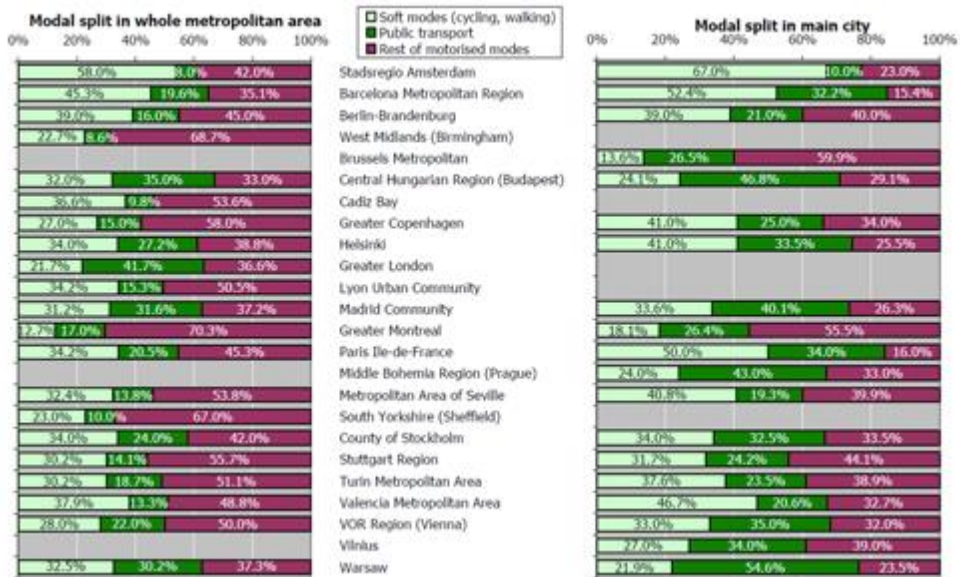 Modal split in whole metropolitan area
0% 20% 40% 60% 80% 100%
Soft modes (cycling, walking)
Public transport
Rest of motorised modes
Modal split in main city
0% 20% 40% 60% 80% 100%
58.0% 8.0% 42.0% Stadsregio Amsterdam 67.0% 10.0% 23.0%
45.3% 19.6% 35.1% Barcelona Metropolitan Region 52.4% 32.2% 15.4%
39.0% 16.0% 45.0% Berlin-Brandenburg 39.0% 21.0% 40.0%
22.7% 8.6% 68.7% West Midlands (Birmingham)
Brussels Metropolitan 13.6% 26.5% 59.9%
32.0% 35.0% 33.0% Central Hungarian Region (Budapest) 24.1% 46.8% 29.1%
36.6% 9.8% 53.6% Cadiz Bay
27.0% 15.0% 58.0% Greater Copenhagen 41.0% 25.0% 34.0%
34.0% 27.2% 38.8% Helsinki 41.0% 33.5% 25.5%
21.7% 41.7% 36.6% Greater London
34.2% 15.3% 50.5% Lyon Urban Community
31.2% 31.6% 37.2% Madrid Community 33.6% 40.1% 26.3%
12.7% 17.0% 70.3% Greater Montreal 18.1% 26.4% 55.5%
34.2% 20.5% 45.3% Paris Ile-de-France 50.0% 34.0% 16.0%
Middle Bohemia Region (Prague) 24.0% 43.0% 33.0%
32.4% 13.8% 53.8% Metropolitan Area of Seville 40.8% 19.3% 39.9%
23.0% 10.0% 67.0% South Yorkshire (Sheffield)
34.0% 24.0% 42.0% County of Stockholm 34.0% 32.5% 33.5%
30.2% 14.1% 55.7% Stuttgart Region 31.7% 24.2% 44.1%
30.2% 18.7% 51.1% Turin Metropolitan Area 37.6% 23.5% 38.9%
37.9% 13.3% 48.8% Valencia Metropolitan Area 46.7% 20.6% 32.7%
28.0% 22.0% 50.0% VOR Region (Vienna) 33.0% 35.0% 32.0%
Vilnius 27.0% 34.0% 39.0%
32.5% 30.2% 37.3% Warsaw 21.9% 54.6% 23.5%